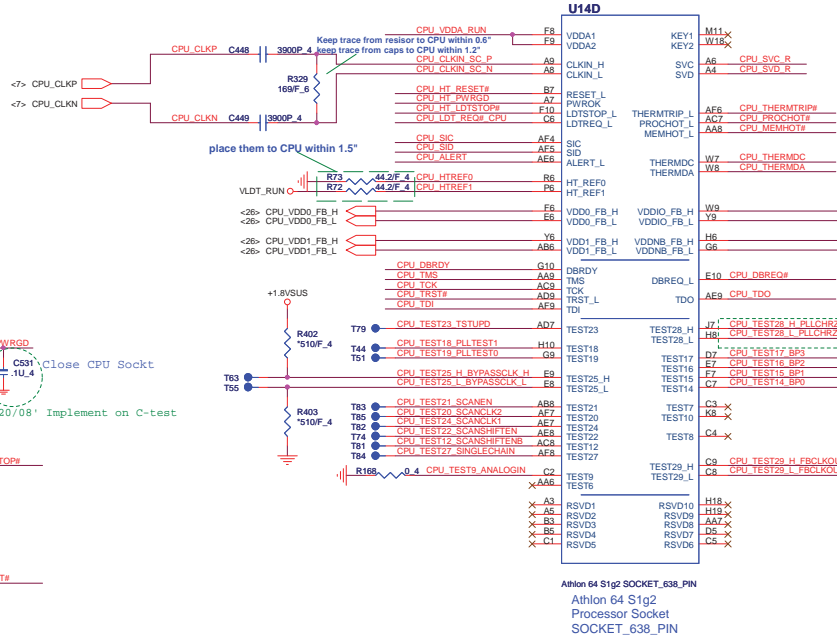 U14D
CPU_VDDA_RUN F8 VDDA1 KEY1 M11
F9 VDDA2 KEY2 W18
Keep trace from resisor to CPU within 0.6"
keep trace from caps to CPU within 1.2"
CPU_CLKP C448 3900P_4
CPU_CLKIN_SC_P A9 CLKIN_H SVC A6 CPU_SVC_R
CPU_CLKIN_SC_N A8 CLKIN_L SVD A4 CPU_SVD_R
<7> CPU_CLKP
R329
169/F_6
<7> CPU_CLKN
CPU_CLKN C449 3900P_4
CPU_HT_RESET# B7 RESET_L
CPU_HT_PWRGD A7 PWROK
CPU_HT_LDTSTOP# F10 LDTSTOP_L THERMTRIP_L AF6 CPU_THERMTRIP#
CPU_LDT_REQ#_CPU C6 LDTREQ_L PROCHOT_L AC7 CPU_PROCHOT#
MEMHOT_L AA8 CPU_MEMHOT#
CPU_SIC AF4 SIC
CPU_SID AF5 SID
CPU_ALERT AE6 ALERT_L
place them to CPU within 1.5"
THERMDC W7 CPU_THERMDC
THERMDA W8 CPU_THERMDA
R73 44.2/F_4 CPU_HTREF0 R6 HT_REF0
VLDT_RUN R72 44.2/F_4 CPU_HTREF1 P6 HT_REF1
<26> CPU_VDD0_FB_H F6 VDD0_FB_H VDDIO_FB_H W9
<26> CPU_VDD0_FB_L E6 VDD0_FB_L VDDIO_FB_L Y9
<26> CPU_VDD1_FB_H Y6 VDD1_FB_H VDDNB_FB_H H6
<26> CPU_VDD1_FB_L AB6 VDD1_FB_L VDDNB_FB_L G6
CPU_DBRDY G10 DBRDY
CPU_TMS AA9 TMS DBREQ_L E10 CPU_DBREQ#
CPU_TCK AC9 TCK
CPU_TRST# AD9 TRST_L TDO AE9 CPU_TDO
CPU_TDI AF9 TDI
+1.8VSUS
T79 CPU_TEST23_TSTUPD AD7 TEST23 TEST28_H J7 CPU_TEST28_H_PLLCHRZ
TEST28_L H8 CPU_TEST28_L_PLLCHRZ
R402
*510/F_4
T44 CPU_TEST18_PLLTEST1 H10 TEST18
T51 CPU_TEST19_PLLTEST0 G9 TEST19
TEST17 D7 CPU_TEST17_BP3
TEST16 E7 CPU_TEST16_BP2
TEST15 F7 CPU_TEST15_BP1
TEST14 C7 CPU_TEST14_BP0
T63 CPU_TEST25_H_BYPASSCLK_H E9 TEST25_H
T55 CPU_TEST25_L_BYPASSCLK_L E8 TEST25_L
WRGD
C531
.1U_4
Close CPU Sockt
20/08' Implement on C-test
R403
*510/F_4
T83 CPU_TEST21_SCANEN AB8 TEST21 TEST7 C3
T85 CPU_TEST20_SCANCLK2 AF7 TEST20 TEST10 K8
T82 CPU_TEST24_SCANCLK1 AE7 TEST24
T74 CPU_TEST22_SCANSHIFTEN AE8 TEST22 TEST8 C4
T81 CPU_TEST12_SCANSHIFTENB AC8 TEST12
T84 CPU_TEST27_SINGLECHAIN AF8 TEST27
TOP#
R168 0_4 CPU_TEST9_ANALOGIN C2 TEST9
AA6 TEST6
TEST29_H C9 CPU_TEST29_H_FBCLKOU
TEST29_L C8 CPU_TEST29_L_FBCLKOU
A3 RSVD1 RSVD10 H18
A5 RSVD2 RSVD9 H19
B3 RSVD3 RSVD8 AA7
B5 RSVD4 RSVD7 D5
C1 RSVD5 RSVD6 C5
T#
Athlon 64 S1g2 SOCKET_638_PIN
Athlon 64 S1g2
Processor Socket
SOCKET_638_PIN